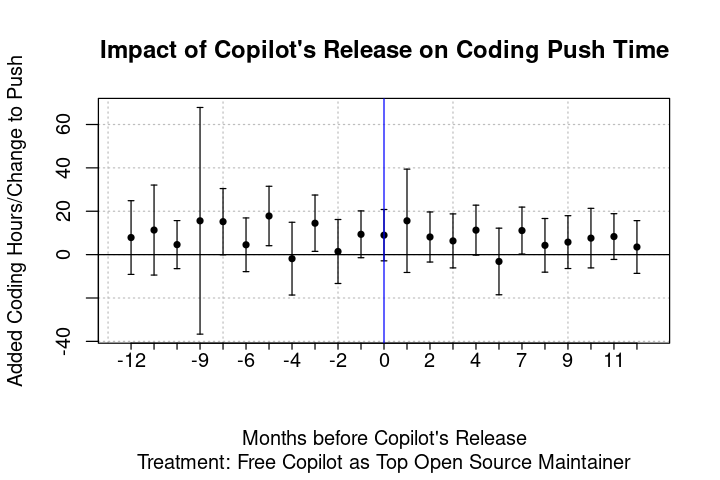 Impact of Copilot's Release on Coding Push Time
Added Coding Hours/Change to Push
60
40
20
0
-40
-12 -9 -6 -4 -2 0 2 4 7 9 11
Months before Copilot's Release
Treatment: Free Copilot as Top Open Source Maintainer